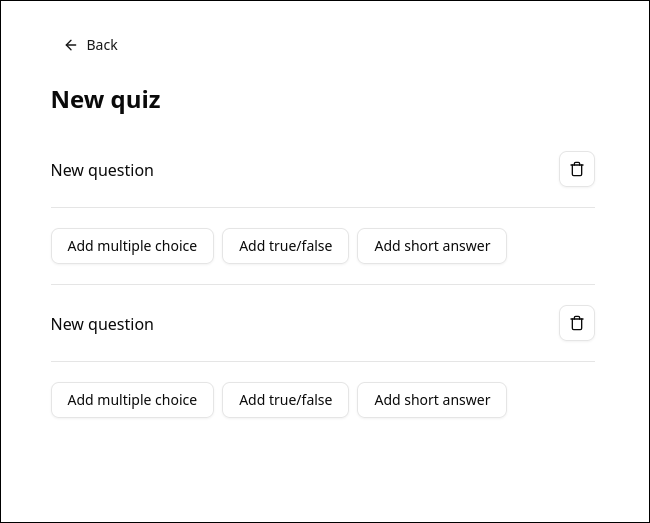 Back
New quiz
New question
Add multiple choice Add true/false Add short answer
New question
Add multiple choice Add true/false Add short answer